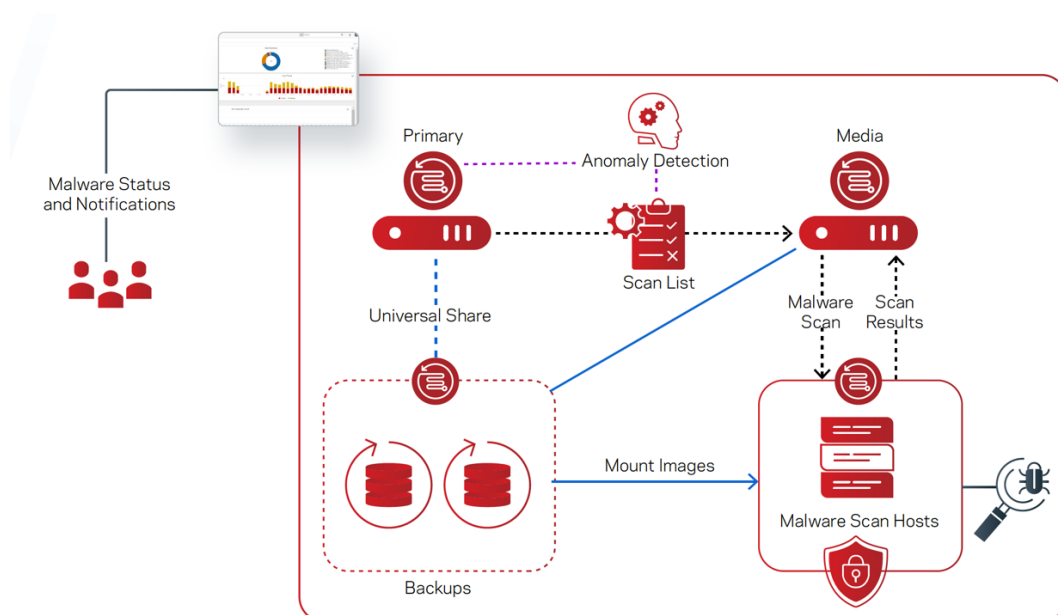 Primary
Anomaly Detection
Media
Malware Status
and Notifications
Scan List
Universal Share
Malware
Scan
Scan
Results
Mount Images
Malware Scan Hosts
Backups